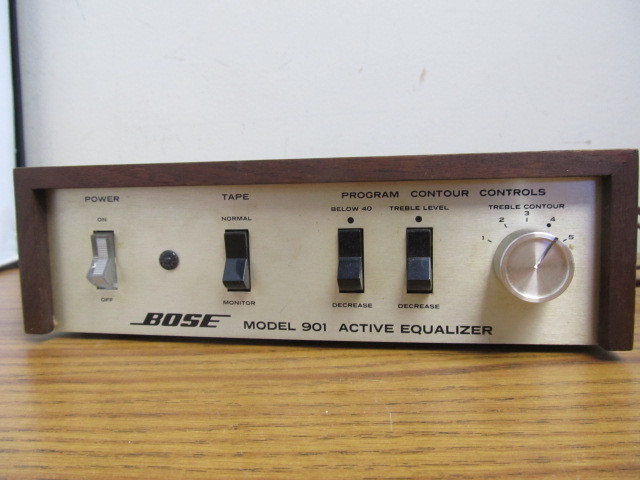 POWER TAPE PROGRAM CONTOUR CONTROLS
ON NORMAL BELOW 40 TREBLE LEVEL TREBLE CONTOUR
1 2 3 4 5
OFF MONITOR DECREASE DECREASE
BOSE MODEL 901 ACTIVE EQUALIZER